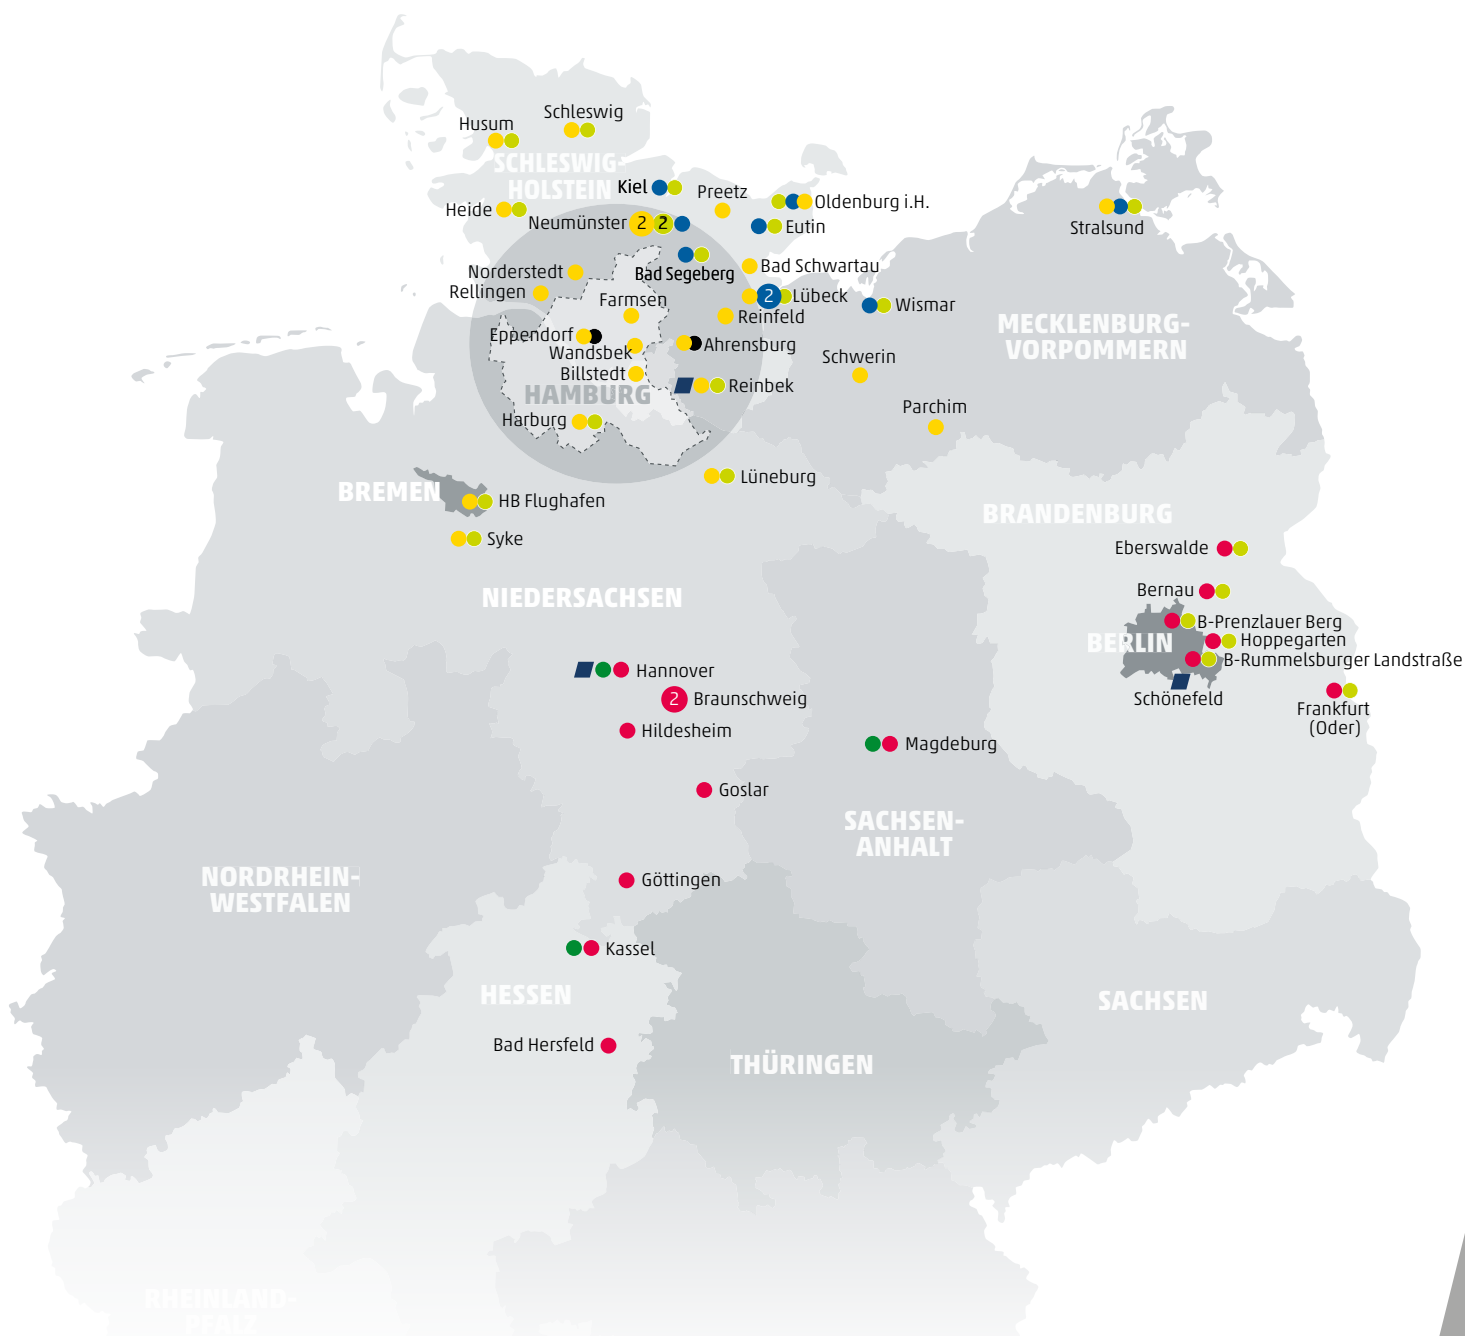 Schleswig
Husum
SCHLESWIG-
HOLSTEIN
Kiel
Preetz
Oldenburg i.H.
Heide
Neumünster 2 2
Eutin
Stralsund
Bad Segeberg
Bad Schwartau
Norderstedt
Rellingen
Farmsen
2 Lübeck
Wismar
Reinfeld
MECKLENBURG-
VORPOMMERN
Eppendorf
Ahrensburg
Wandsbek
Schwerin
Billstedt
Reinbek
HAMBURG
Parchim
Harburg
Lüneburg
BREMEN
HB Flughafen
BRANDENBURG
Syke
Eberswalde
Bernau
NIEDERSACHSEN
B-Prenzlauer Berg
BERLIN
Hoppegarten
B-Rummelsburger Landstraße
Hannover
Schönefeld
2 Braunschweig
Frankfurt
(Oder)
Hildesheim
Magdeburg
Goslar
SACHSEN-
ANHALT
NORDRHEIN-
WESTFALEN
Göttingen
Kassel
HESSEN
SACHSEN
Bad Hersfeld
THÜRINGEN
RHEINLAND-
PFALZ